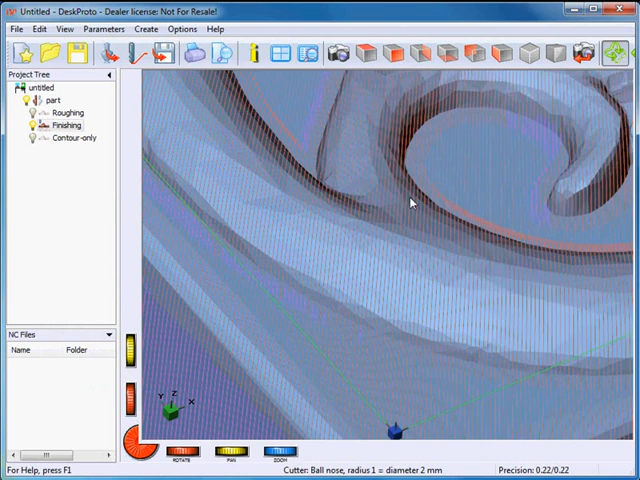 Untitled - DeskProto - Dealer license: Not For Resale!
File Edit View Parameters Create Options Help
Project Tree
untitled
part
Roughing
Finishing
Contour-only
NC Files
Name Folder
Z
Y
X
ROTATE PAN ZOOM
For Help, press F1
Cutter: Ball nose, radius 1 = diameter 2 mm
Precision: 0.22/0.22